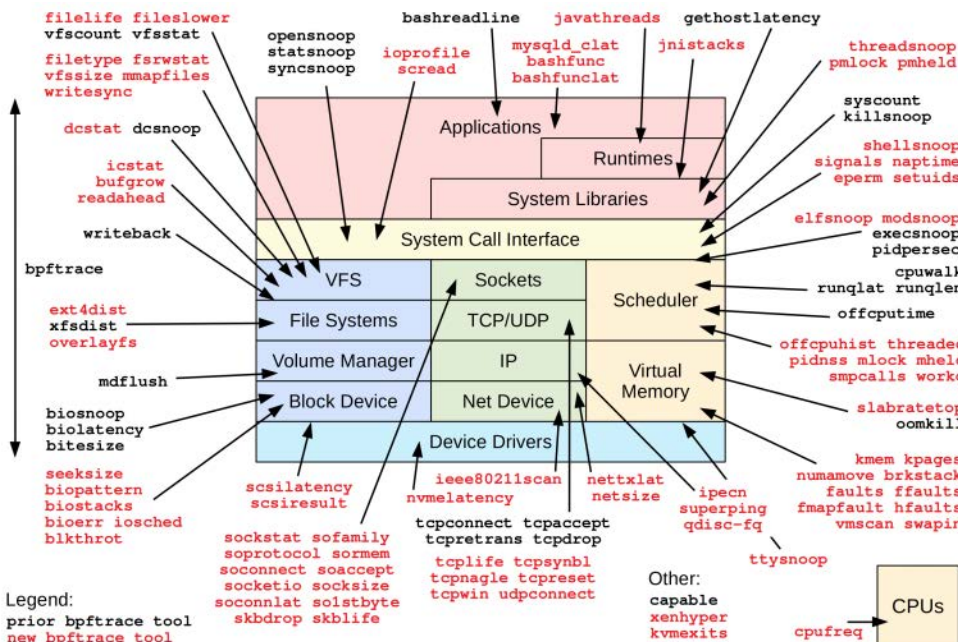 filelife fileslower
vfscount vfsstat
filetype fsrwstat
vfssize mmapfiles
writesync
opensnoop
statsnoop
syncsnoop
ioprofile
scread
bashreadline
javathreads
gethostlatency
mysqld_clat
bashfunc
bashfunclat
jnistacks
threadsnoop
pmlock pmheld
syscount
killsnoop
shellsnoop
signals naptime
eperm setuids
elfsnoop modsnoop
execsnoop
pidpersec
cpuwalk
runqlat runqlen
offcputime
offcpuhist threaded
pidnss mlock mheld
smpcalls workq
slabratetop
oomkill
kmem kpages
numamove brkstack
faults ffaults
fmapfault hfaults
vmscan swapin
dcstat dcsnoop
icstat
bufgrow
readahead
writeback
bpftrace
ext4dist
xfsdist
overlayfs
mdflush
biosnoop
biolatency
bitesize
seeksize
biopattern
biostacks
bioerr iosched
blkthrot
Applications
Runtimes
System Libraries
System Call Interface
VFS
Sockets
Scheduler
File Systems
TCP/UDP
Volume Manager
IP
Virtual
Memory
Block Device
Net Device
Device Drivers
scsilatency
scsiresult
nvmelatency
ieee80211scan
nettxlat
netsize
ipecn
superping
qdisc-fq
ttysnoop
sockstat sofamily
soprotocol sormem
soconnect soaccept
socketio socksize
soconnlat so1stbyte
skbdrop skblife
tcpconnect tcpaccept
tcpretrans tcpdrop
tcplife tcpsynbl
tcpnagle tcpreset
tcpwin udpconnect
Legend:
prior bpftrace tool
new bpftrace tool
Other:
capable
xenhyper
kvmexits
cpufreq
CPUs